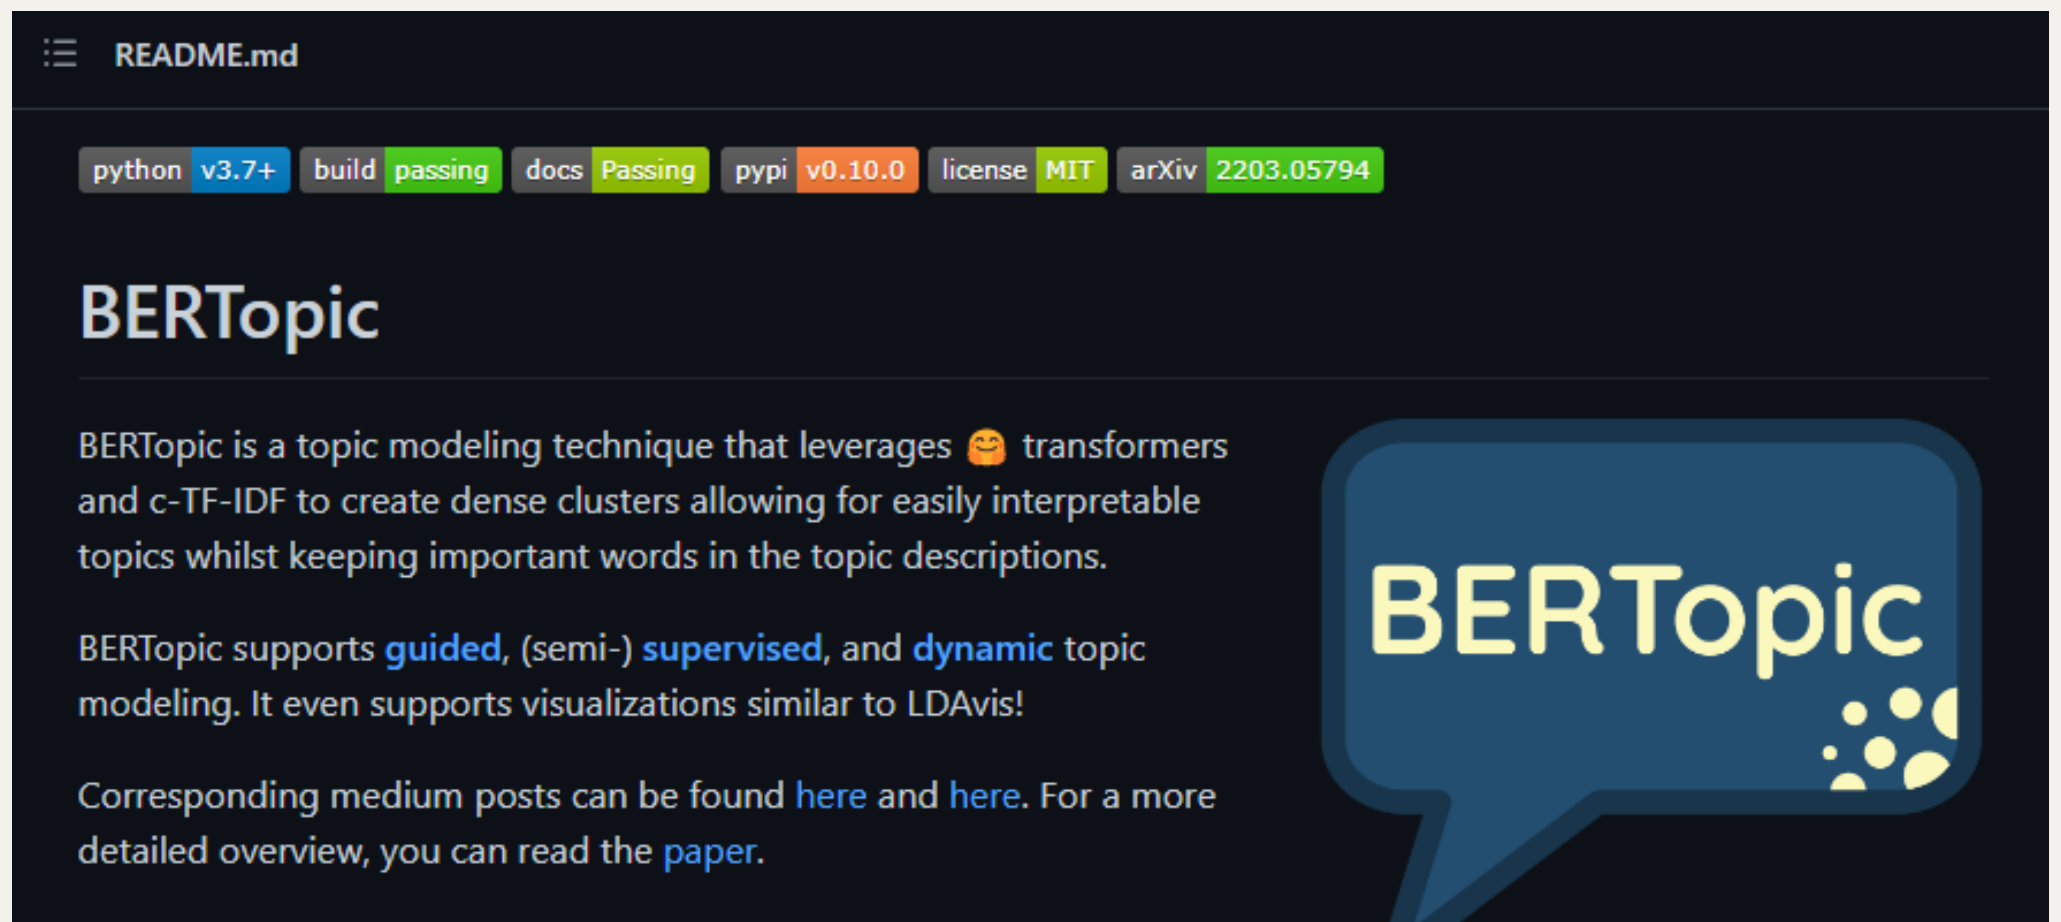 README.md
python v3.7+ build passing docs Passing pypi v0.10.0 license MIT arXiv 2203.05794
BERTopic
BERTopic is a topic modeling technique that leverages 🤗 transformers
and c-TF-IDF to create dense clusters allowing for easily interpretable
topics whilst keeping important words in the topic descriptions.
BERTopic supports guided, (semi-) supervised, and dynamic topic
modeling. It even supports visualizations similar to LDAvis!
Corresponding medium posts can be found here and here. For a more
detailed overview, you can read the paper.
BERTopic